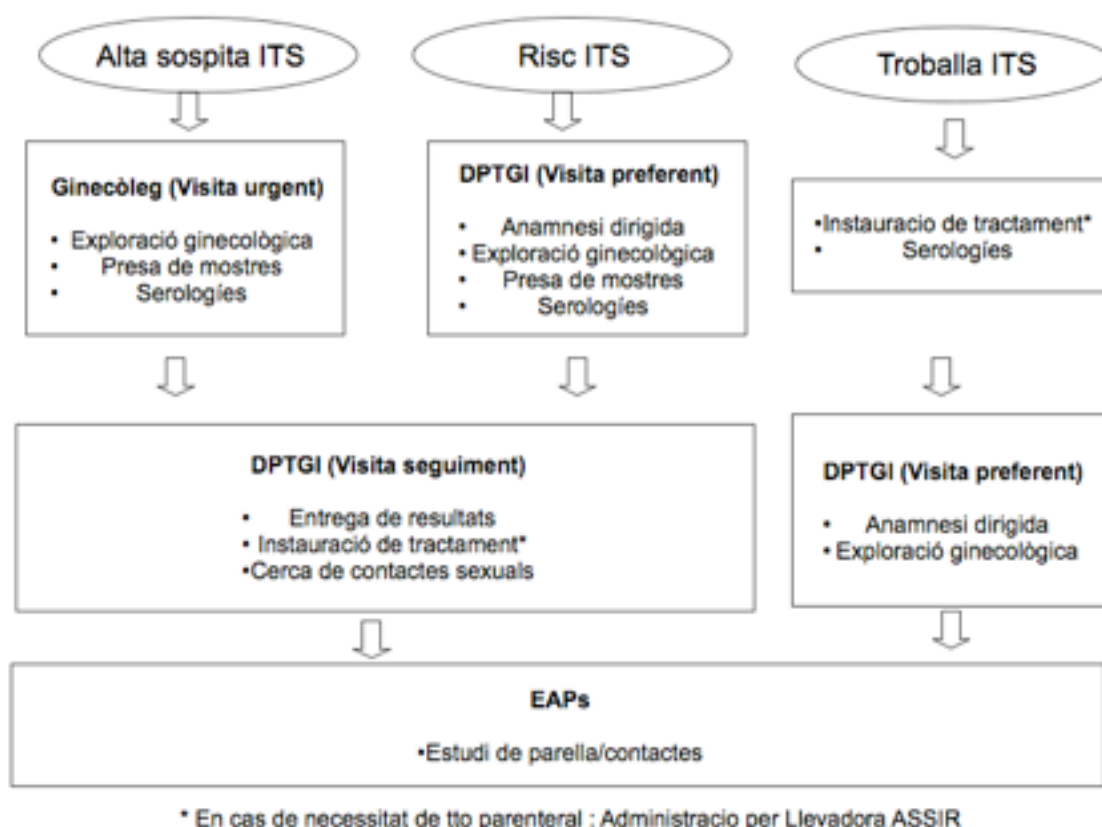 Alta sospita ITS
Risc ITS
Troballa ITS
Ginecòleg (Visita urgent)
• Exploració ginecològica
• Presa de mostres
• Serologíes
DPTGI (Visita preferent)
• Anamnesi dirigida
• Exploració ginecològica
• Presa de mostres
• Serologíes
•Instauracio de tractament*
• Serologíes
DPTGI (Visita seguiment)
• Entrega de resultats
• Instauració de tractament*
•Cerca de contactes sexuals
DPTGI (Visita preferent)
• Anamnesi dirigida
• Exploració ginecològica
EAPs
•Estudi de parella/contactes
* En cas de necessitat de tto parenteral : Administracio per Llevadora ASSIR